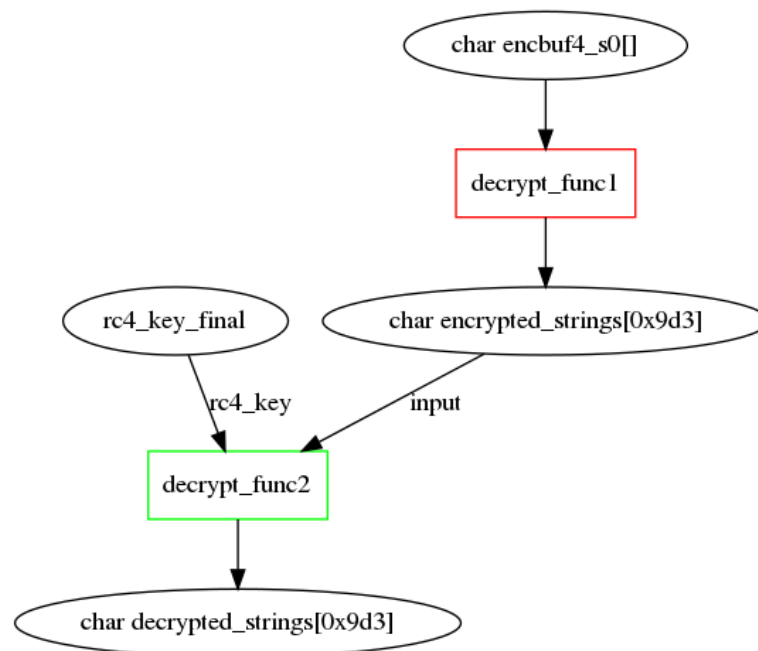 char encbuf4_s0[]
decrypt_func1
rc4_key_final
char encrypted_strings[0x9d3]
rc4_key
input
decrypt_func2
char decrypted_strings[0x9d3]